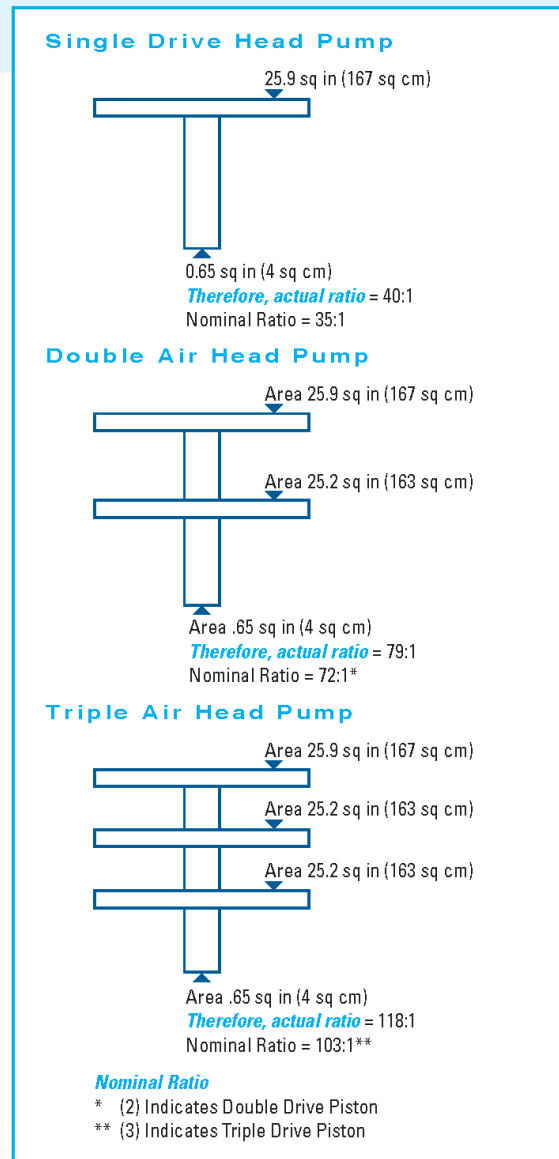 Single Drive Head Pump
25.9 sq in (167 sq cm)
0.65 sq in (4 sq cm)
Therefore, actual ratio = 40:1
Nominal Ratio = 35:1
Double Air Head Pump
Area 25.9 sq in (167 sq cm)
Area 25.2 sq in (163 sq cm)
Area .65 sq in (4 sq cm)
Therefore, actual ratio = 79:1
Nominal Ratio = 72:1*
Triple Air Head Pump
Area 25.9 sq in (167 sq cm)
Area 25.2 sq in (163 sq cm)
Area 25.2 sq in (163 sq cm)
Area .65 sq in (4 sq cm)
Therefore, actual ratio = 118:1
Nominal Ratio = 103:1**
Nominal Ratio
* (2) Indicates Double Drive Piston
** (3) Indicates Triple Drive Piston